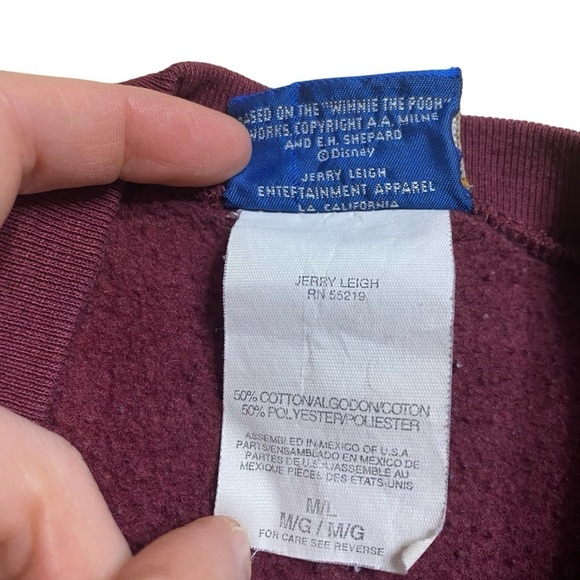 BASED ON THE "WINNIE THE POOH"
WORKS, COPYRIGHT A.A. MILNE
AND E.H. SHEPARD
© Disney
JERRY LEIGH
ENTERTAINMENT APPAREL
LA CALIFORNIA
JERRY LEIGH
RN 55219
50% COTTON/ALGODON/COTON
50% POLYESTER/POLIESTER
ASSEMBLED IN MEXICO OF U.S.A.
PARTS/ENSAMBLADO EN MEXICO DE
PARTES DE U.S.A./ASSEMBLE AU
MEXIQUE PIECES DES ETATS-UNIS
M/L
M/G / M/G
FOR CARE SEE REVERSE